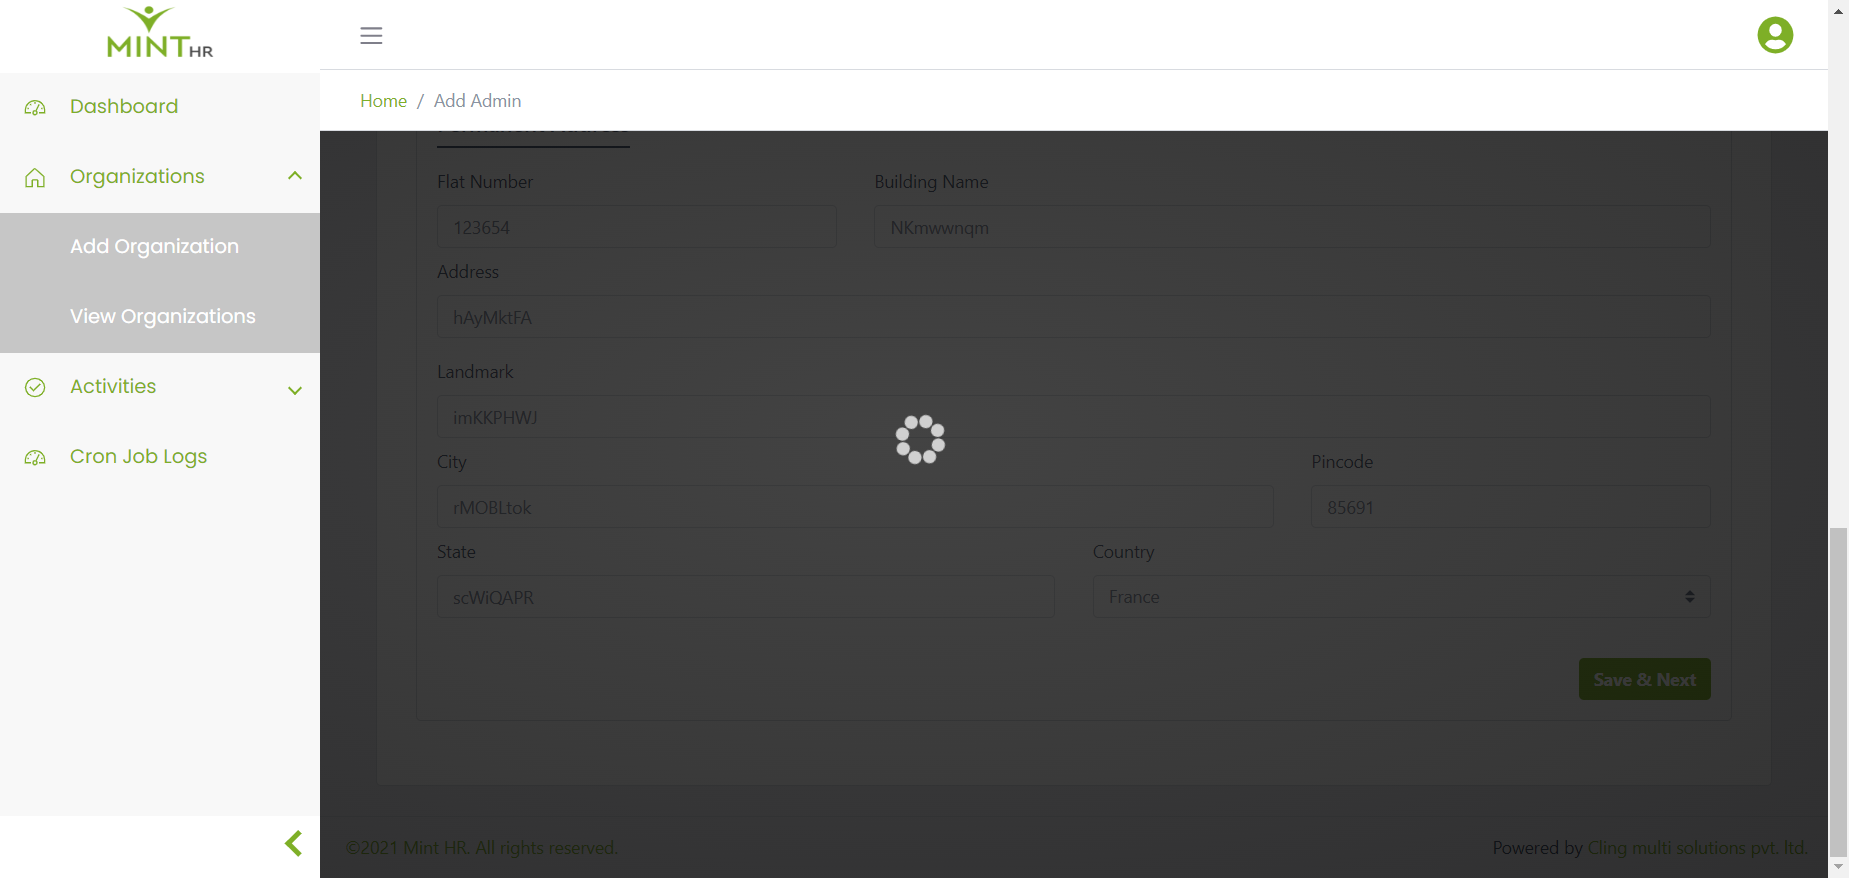 MINT HR
Home / Add Admin
Dashboard
Organizations
Add Organization
View Organizations
Activities
Cron Job Logs
Flat Number Building Name
123654 NKmwwnqm
Address
hAyMktFA
Landmark
imKKPHWJ
City Pincode
rMOBLtok 85691
State Country
scWiQAPR France
Save & Next
©2021 Mint HR. All rights reserved. Powered by Cling multi solutions pvt. ltd.